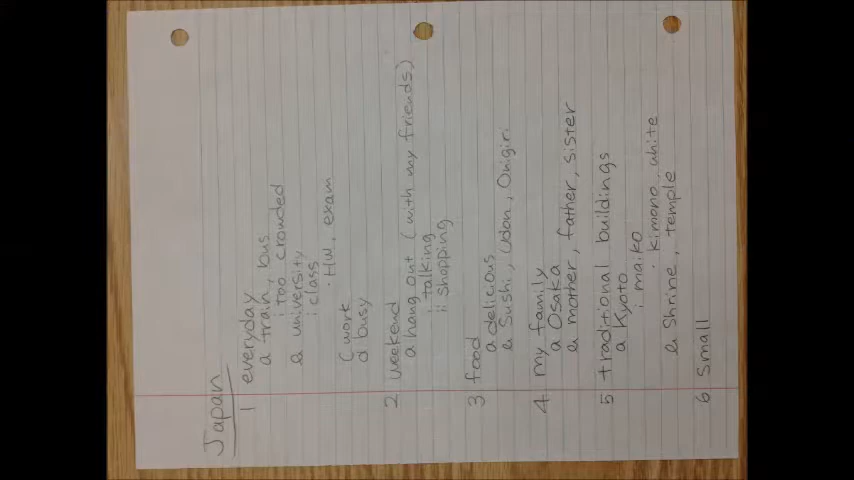 Japan
1 everyday
a train, bus
i too crowded
b university
i class
· HW, exam
c work
d busy
2 weekend
a hang out (with my friends)
i talking
ii shopping
3 food
a delicious
b Sushi, Udon, Onigiri
4 my family
a Osaka
b mother, father, sister
5 traditional buildings
a Kyoto
i maiko
· kimono, white
b Shrine, temple
6 small